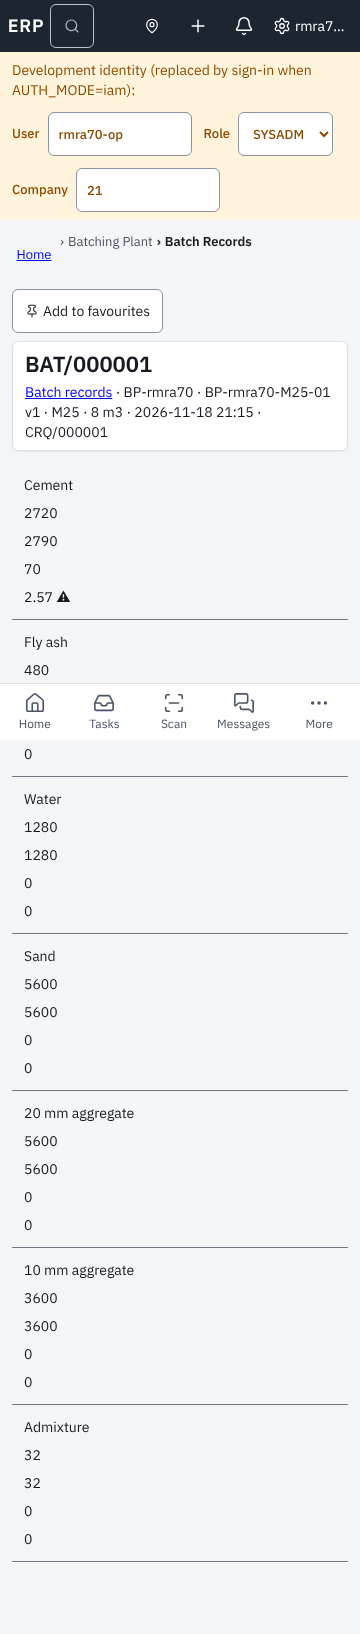 ERP
rmra7...
Development identity (replaced by sign-in when
AUTH_MODE=iam):
User rmra70-op Role SYSADM
Company 21
Home › Batching Plant › Batch Records
Add to favourites
BAT/000001
Batch records · BP-rmra70 · BP-rmra70-M25-01
v1 · M25 · 8 m3 · 2026-11-18 21:15 ·
CRQ/000001
Cement
2720
2790
70
2.57 ⚠
Fly ash
480
Home Tasks Scan Messages More
0
Water
1280
1280
0
0
Sand
5600
5600
0
0
20 mm aggregate
5600
5600
0
0
10 mm aggregate
3600
3600
0
0
Admixture
32
32
0
0